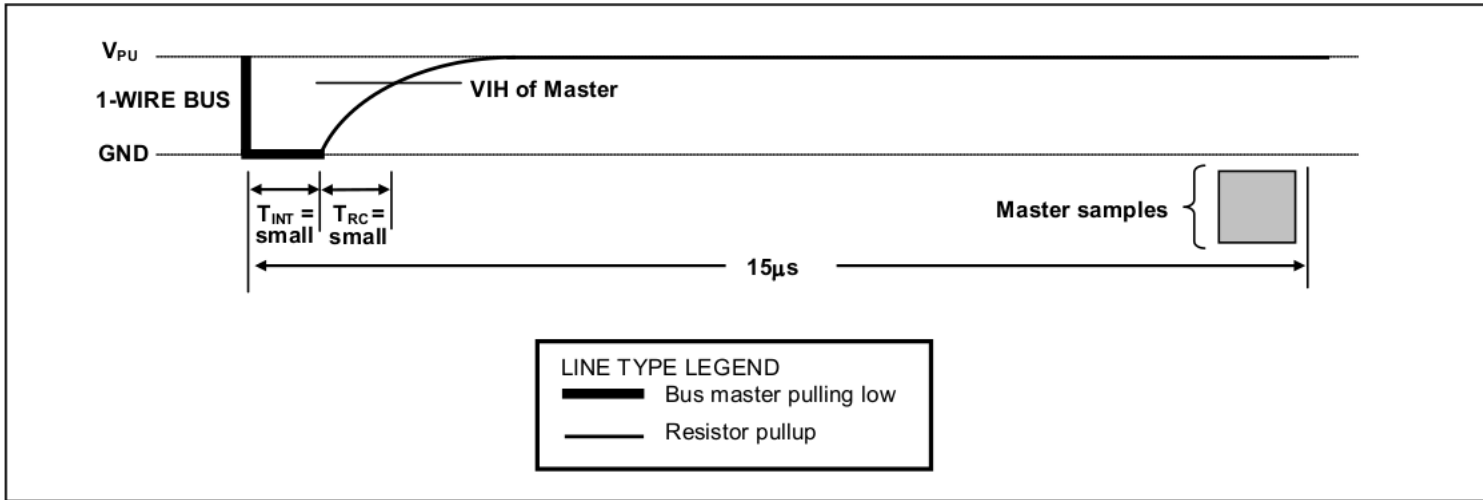 VPU
1-WIRE BUS
VIH of Master
GND
TINT =
small
TRC =
small
Master samples
15μs
LINE TYPE LEGEND
Bus master pulling low
Resistor pullup